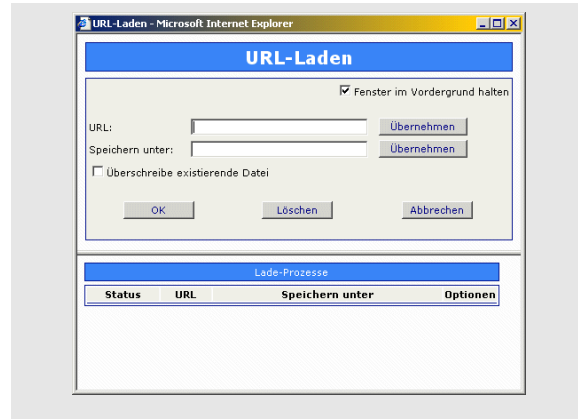 URL-Laden - Microsoft Internet Explorer
URL-Laden
Fenster im Vordergrund halten
URL: Übernehmen
Speichern unter: Übernehmen
Überschreibe existierende Datei
OK Löschen Abbrechen
Lade-Prozesse
Status URL Speichern unter Optionen